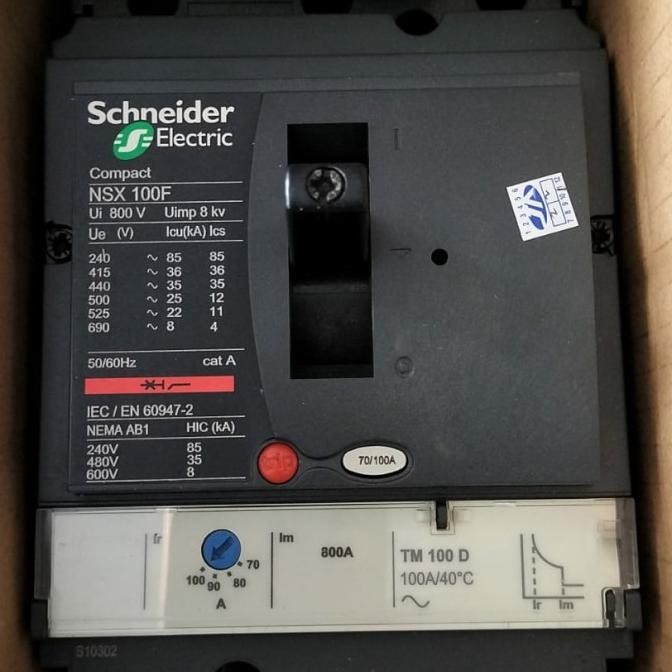 Schneider
Electric
Compact
NSX 100F
Ui 800 V Uimp 8 kv
Ue (V) Icu(kA) Ics
240 ~ 85 85
415 ~ 36 36
440 ~ 35 35
500 ~ 25 12
525 ~ 22 11
690 ~ 8 4
50/60Hz cat A
IEC / EN 60947-2
NEMA AB1 HIC (kA)
240V 85
480V 35
600V 8
70/100A
Ir
70
80
90
100
A
Im
800A
TM 100 D
100A/40°C
Ir Im
S10302